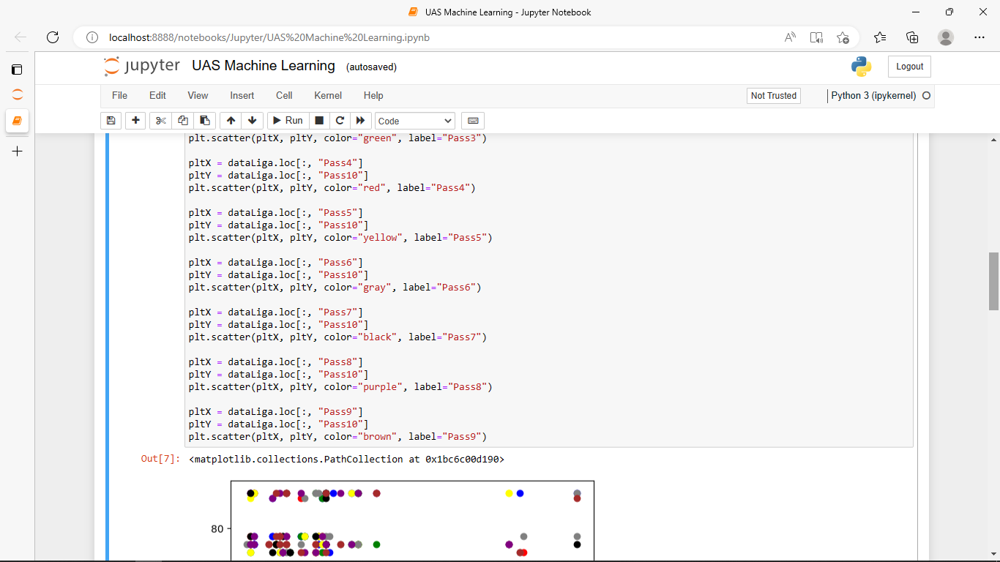 UAS Machine Learning - Jupyter Notebook
localhost:8888/notebooks/Jupyter/UAS%20Machine%20Learning.ipynb
jupyter UAS Machine Learning (autosaved)
Logout
File Edit View Insert Cell Kernel Help
Not Trusted
Python 3 (ipykernel)
Run
Code
plt.scatter(pltX, pltY, color="green", label="Pass3")
pltX = dataLiga.loc[:, "Pass4"]
pltY = dataLiga.loc[:, "Pass10"]
plt.scatter(pltX, pltY, color="red", label="Pass4")
pltX = dataLiga.loc[:, "Pass5"]
pltY = dataLiga.loc[:, "Pass10"]
plt.scatter(pltX, pltY, color="yellow", label="Pass5")
pltX = dataLiga.loc[:, "Pass6"]
pltY = dataLiga.loc[:, "Pass10"]
plt.scatter(pltX, pltY, color="gray", label="Pass6")
pltX = dataLiga.loc[:, "Pass7"]
pltY = dataLiga.loc[:, "Pass10"]
plt.scatter(pltX, pltY, color="black", label="Pass7")
pltX = dataLiga.loc[:, "Pass8"]
pltY = dataLiga.loc[:, "Pass10"]
plt.scatter(pltX, pltY, color="purple", label="Pass8")
pltX = dataLiga.loc[:, "Pass9"]
pltY = dataLiga.loc[:, "Pass10"]
plt.scatter(pltX, pltY, color="brown", label="Pass9")
Out[7]: <matplotlib.collections.PathCollection at 0x1bc6c00d190>
80